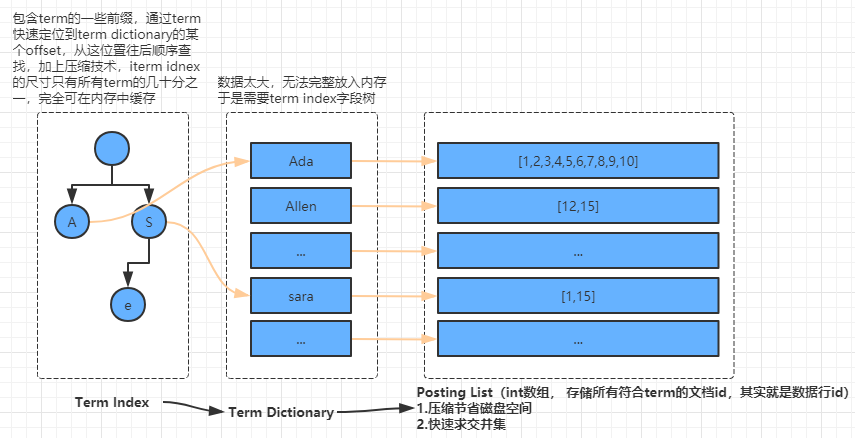 包含term的一些前缀，通过term
快速定位到term dictionary的某
个offset，从这位置往后顺序查
找，加上压缩技术，iterm idnex
的尺寸只有所有term的几十分之
一，完全可在内存中缓存
数据太大，无法完整放入内存
于是需要term index字段树
A
S
e
Ada
Allen
...
sara
...
[1,2,3,4,5,6,7,8,9,10]
[12,15]
...
[1,15]
...
Term Index
Term Dictionary
Posting List（int数组， 存储所有符合term的文档id，其实就是数据行id）
1.压缩节省磁盘空间
2.快速求交并集